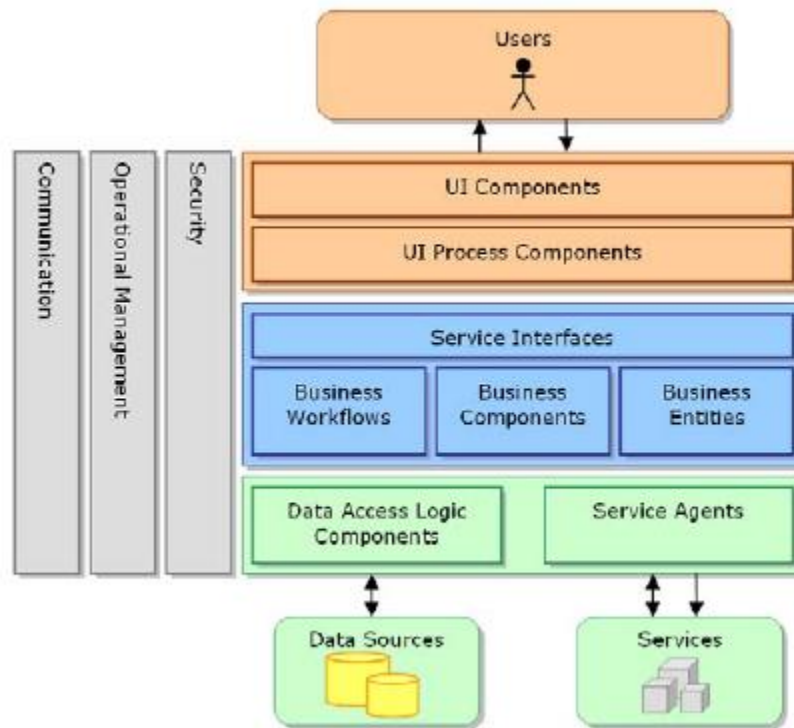 Users
Communication
Operational Management
Security
UI Components
UI Process Components
Service Interfaces
Business
Workflows
Business
Components
Business
Entities
Data Access Logic
Components
Service Agents
Data Sources
Services